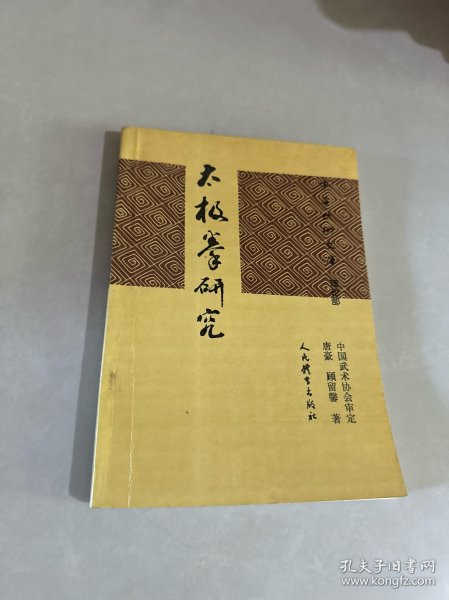 太极拳研究
中国武术协会审定
唐豪 顾留馨 著
人民体育出版社
孔夫子旧书网
www.kongfz.com